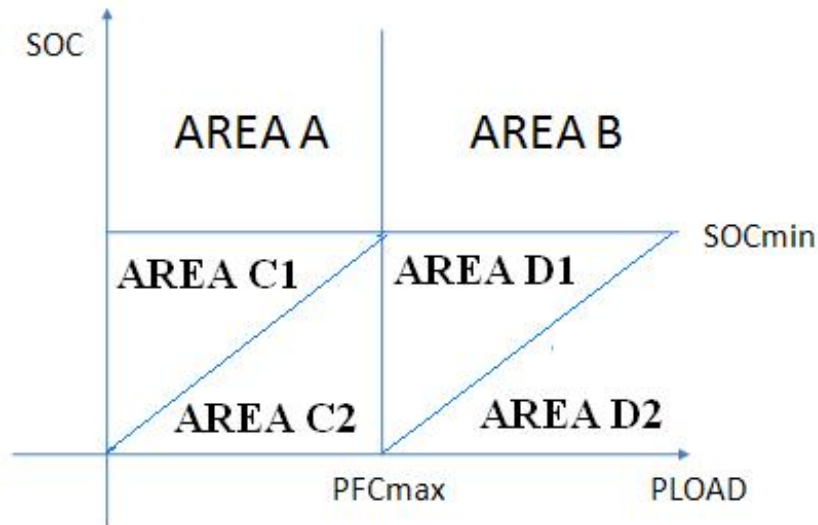 SOC
AREA A
AREA B
SOCmin
AREA C1
AREA D1
AREA C2
AREA D2
PFCmax
PLOAD